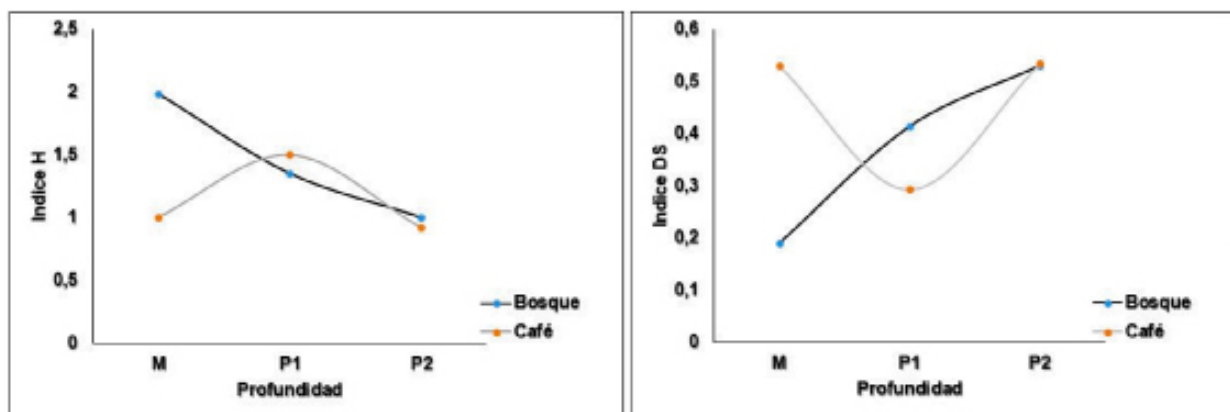 2,5
2
1,5
1
0,5
0
Indice H
M P1 P2
Profundidad
Bosque
Café
0,6
0,5
0,4
0,3
0,2
0,1
0
Indice DS
M P1 P2
Profundidad
Bosque
Café